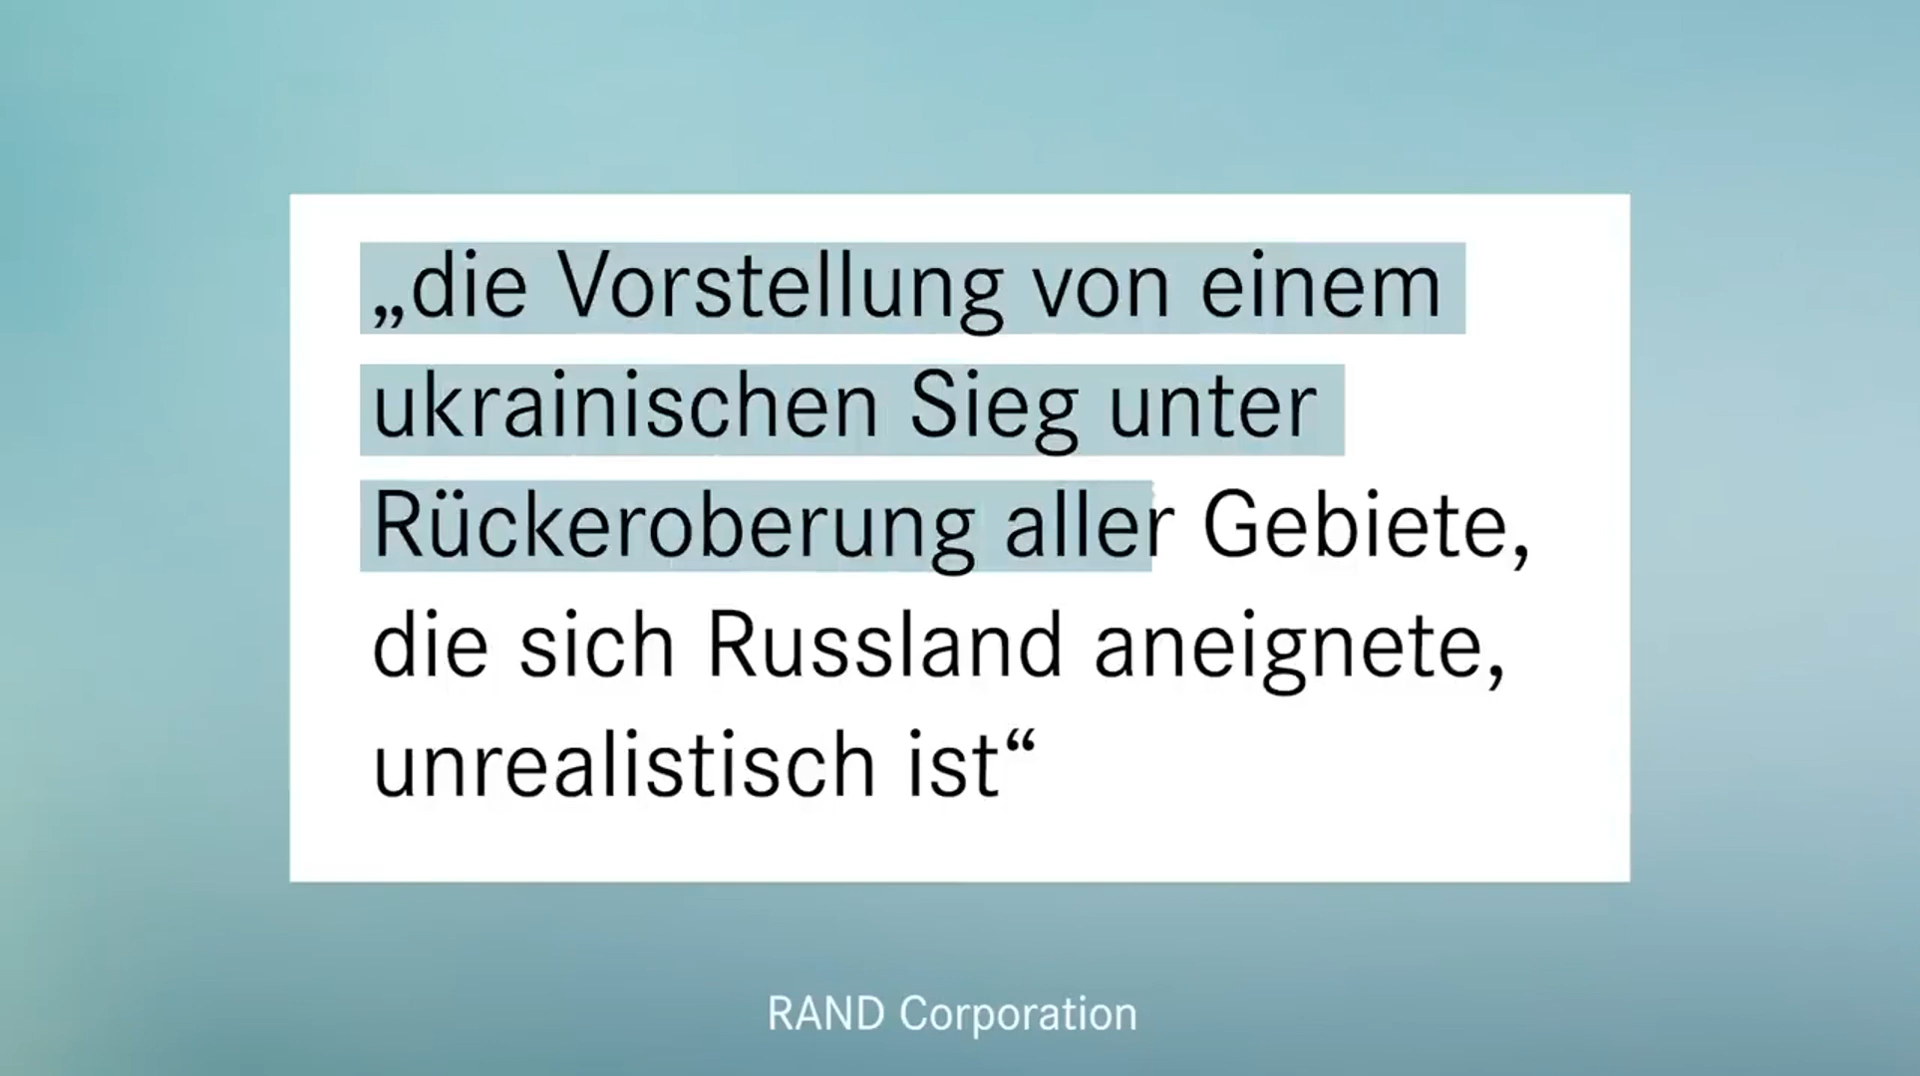 „die Vorstellung von einem
ukrainischen Sieg unter
Rückeroberung aller Gebiete,
die sich Russland aneignete,
unrealistisch ist“
RAND Corporation